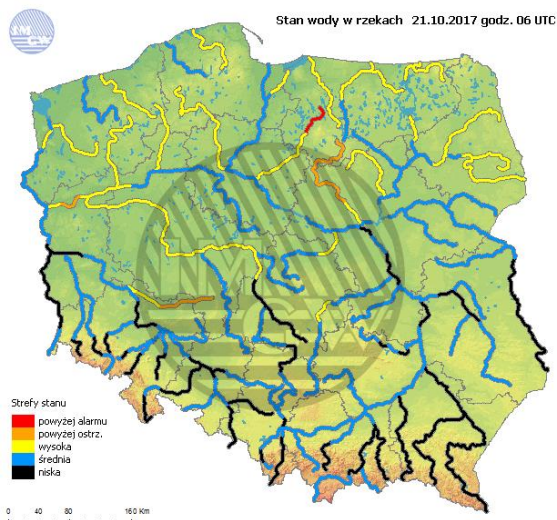 Stan wody w rzekach 21.10.2017 godz. 06 UTC
Strefy stanu
powyżej alarmu
powyżej ostrz.
wysoka
średnia
niska
0 40 80 160 Km